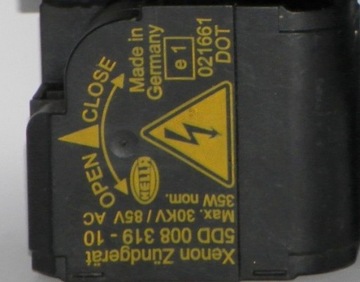 Xenon Zündgerät
5DD 008 319 - 10
Max. 30KV / 85V AC
35W nom.
HELLA
OPEN CLOSE
Made in
Germany
e 1
021661
DOT